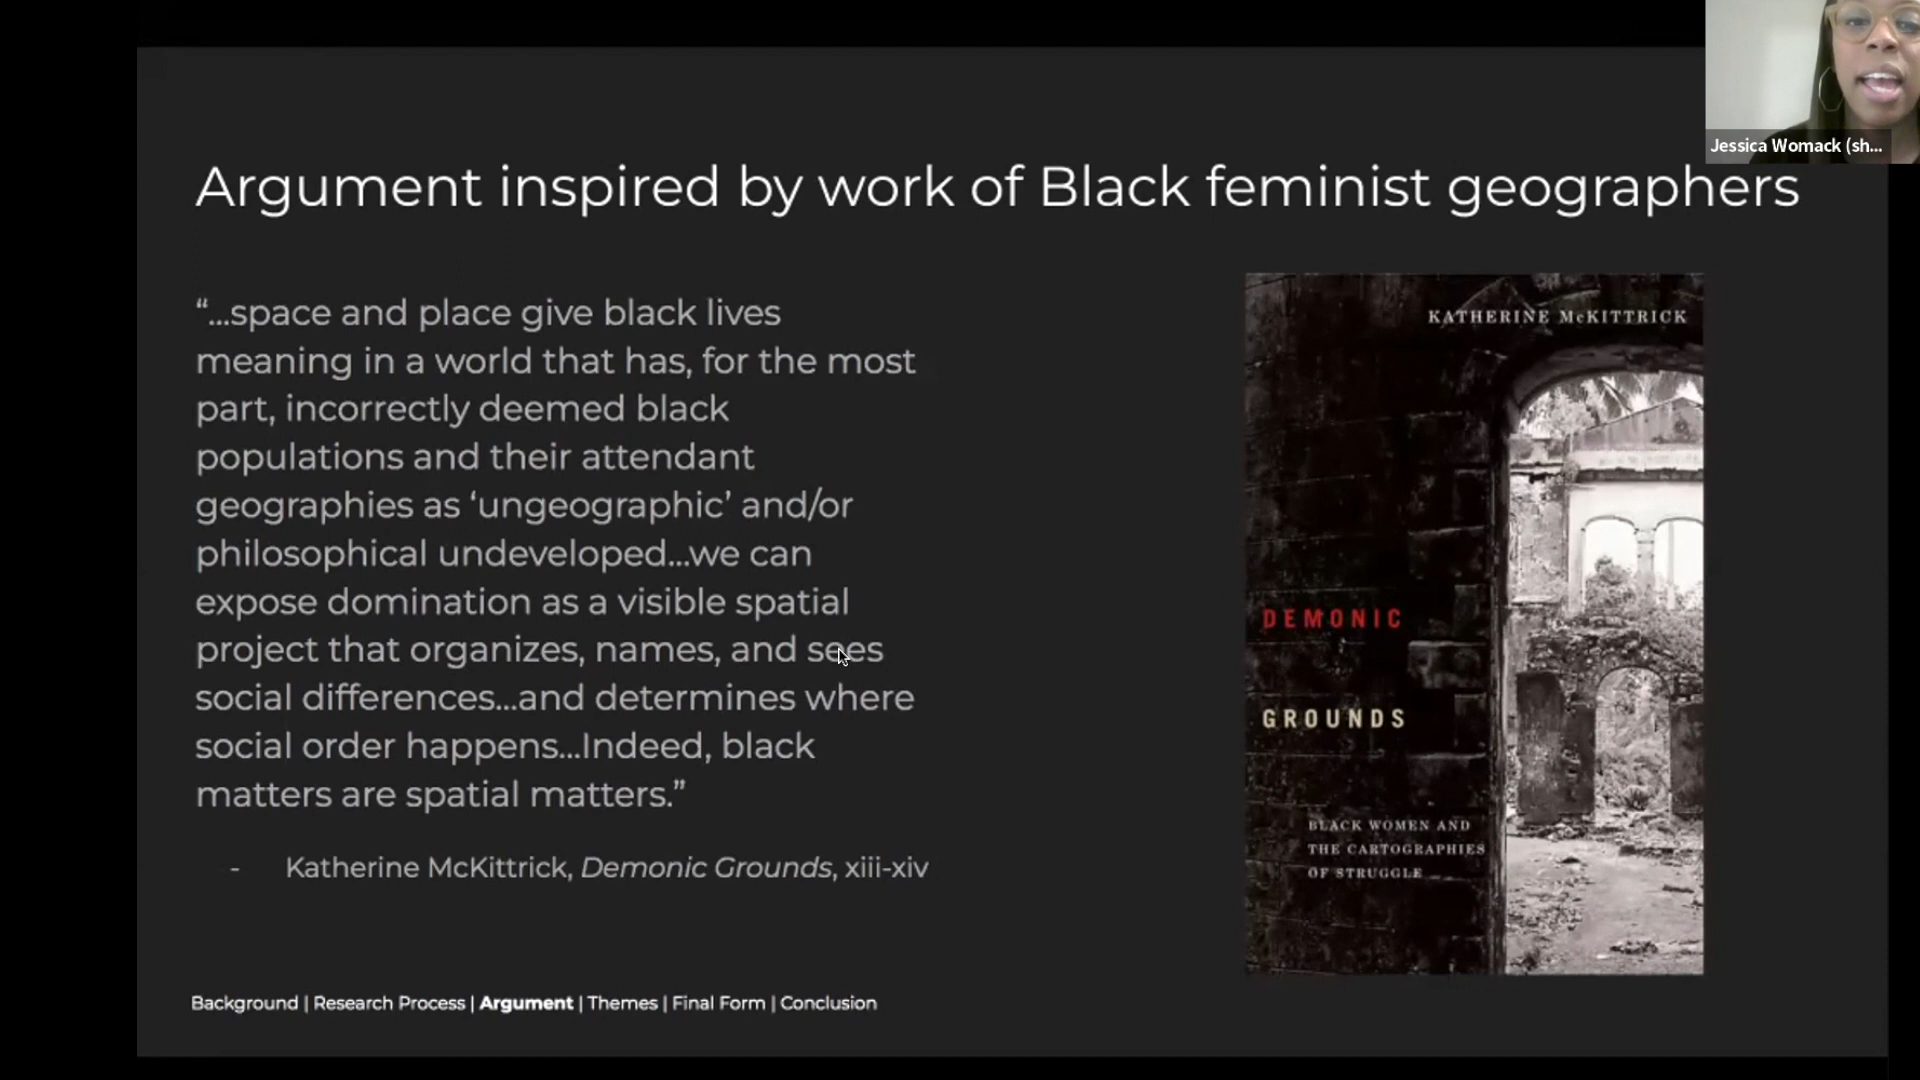 Jessica Womack (sh...
Argument inspired by work of Black feminist geographers
“...space and place give black lives
meaning in a world that has, for the most
part, incorrectly deemed black
populations and their attendant
geographies as ‘ungeographic’ and/or
philosophical undeveloped...we can
expose domination as a visible spatial
project that organizes, names, and sees
social differences...and determines where
social order happens...Indeed, black
matters are spatial matters.”
- Katherine McKittrick, Demonic Grounds, xiii-xiv
KATHERINE McKITTRICK
DEMONIC
GROUNDS
BLACK WOMEN AND
THE CARTOGRAPHIES
OF STRUGGLE
Background | Research Process | Argument | Themes | Final Form | Conclusion